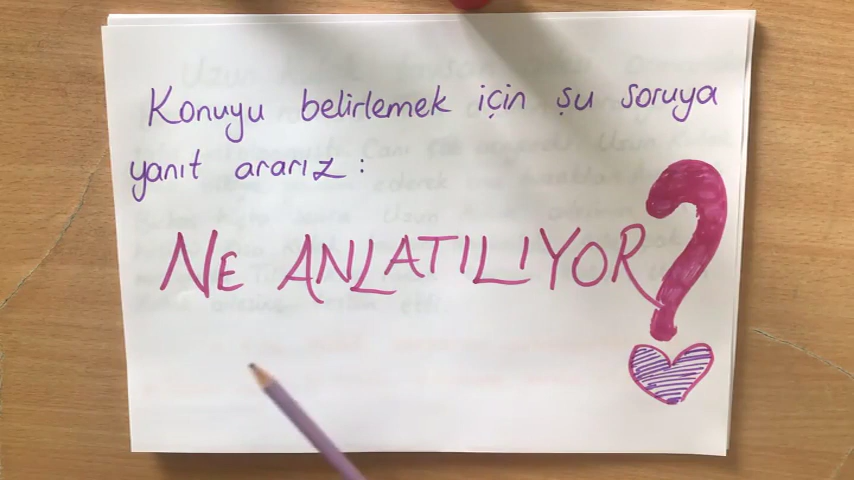 Konuyu belirlemek için şu soruya
yanıt ararız:
NE ANLATILIYOR?